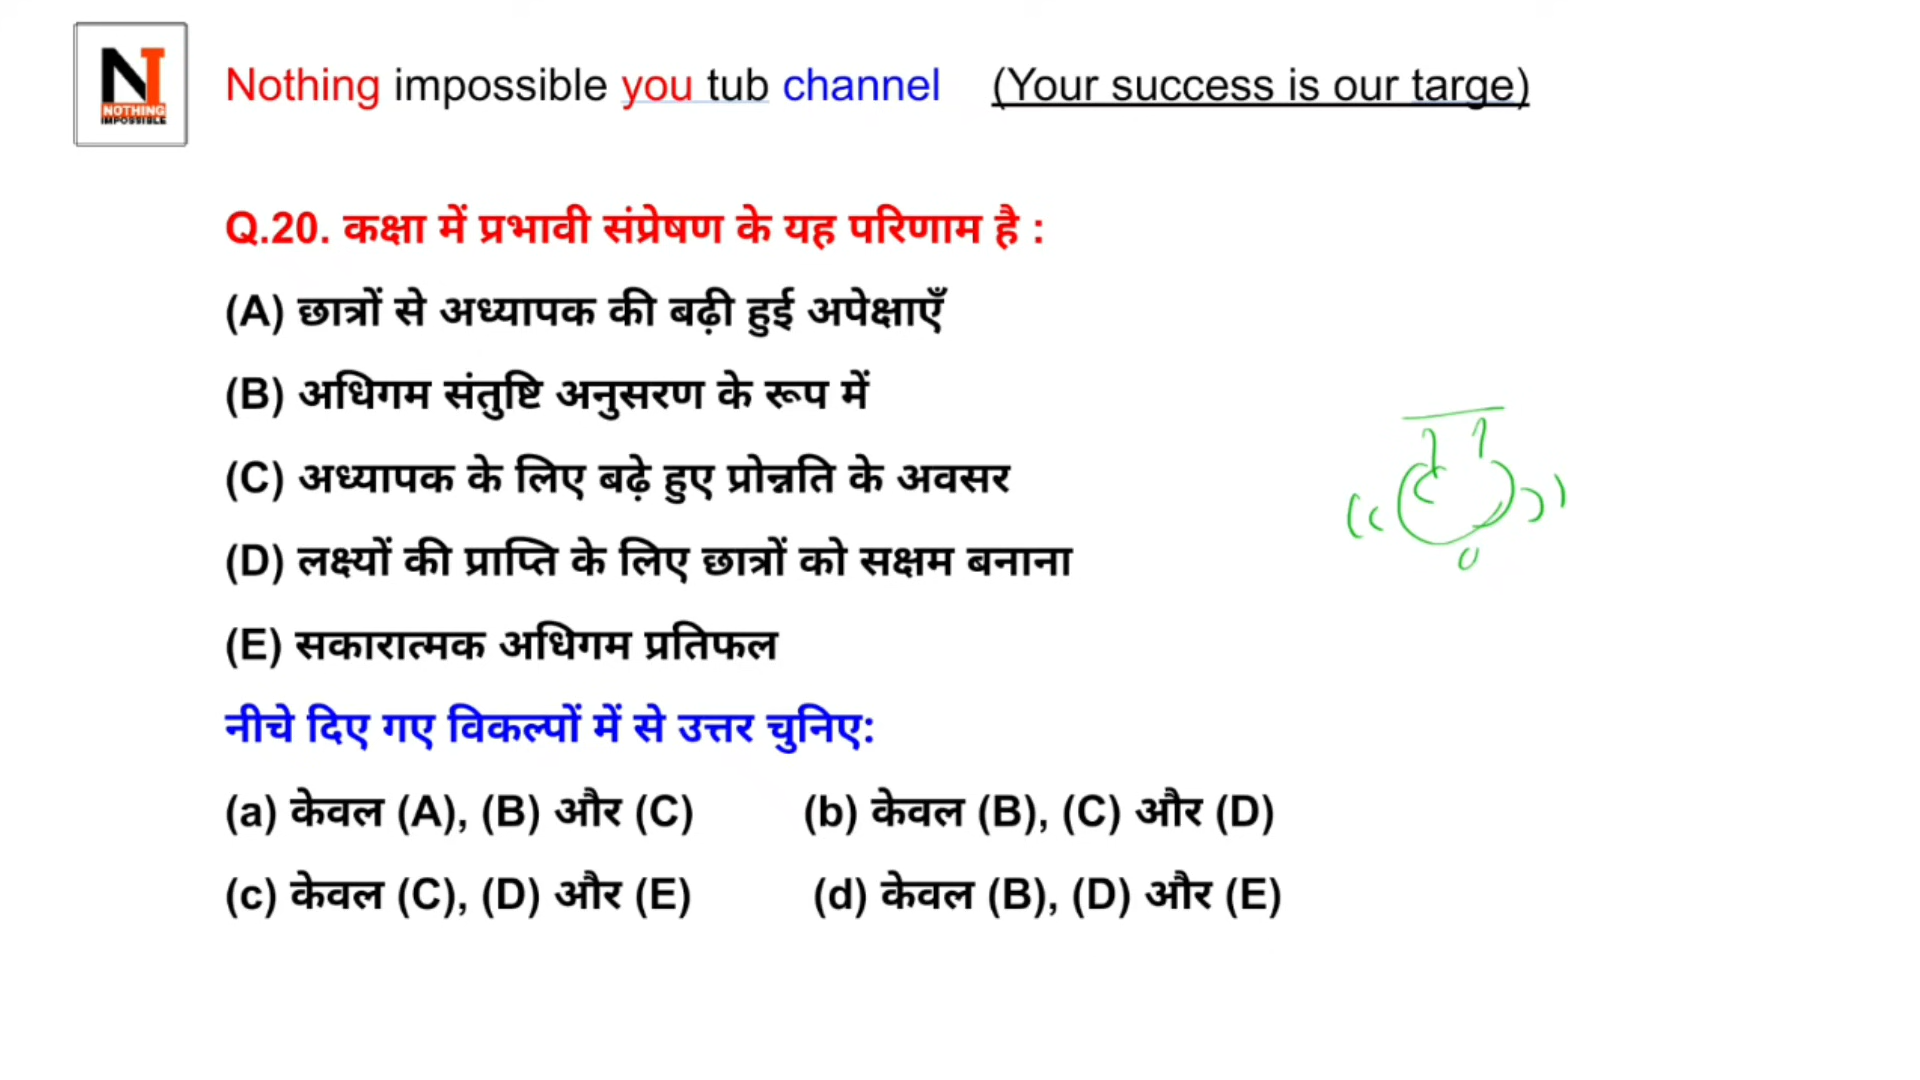 NOTHING
IMPOSSIBLE
Nothing impossible you tub channel (Your success is our targe)
Q.20. कक्षा में प्रभावी संप्रेषण के यह परिणाम है :
(A) छात्रों से अध्यापक की बढ़ी हुई अपेक्षाएँ
(B) अधिगम संतुष्टि अनुसरण के रूप में
(C) अध्यापक के लिए बढ़े हुए प्रोन्नति के अवसर
(D) लक्ष्यों की प्राप्ति के लिए छात्रों को सक्षम बनाना
(E) सकारात्मक अधिगम प्रतिफल
नीचे दिए गए विकल्पों में से उत्तर चुनिए:
(a) केवल (A), (B) और (C) (b) केवल (B), (C) और (D)
(c) केवल (C), (D) और (E) (d) केवल (B), (D) और (E)